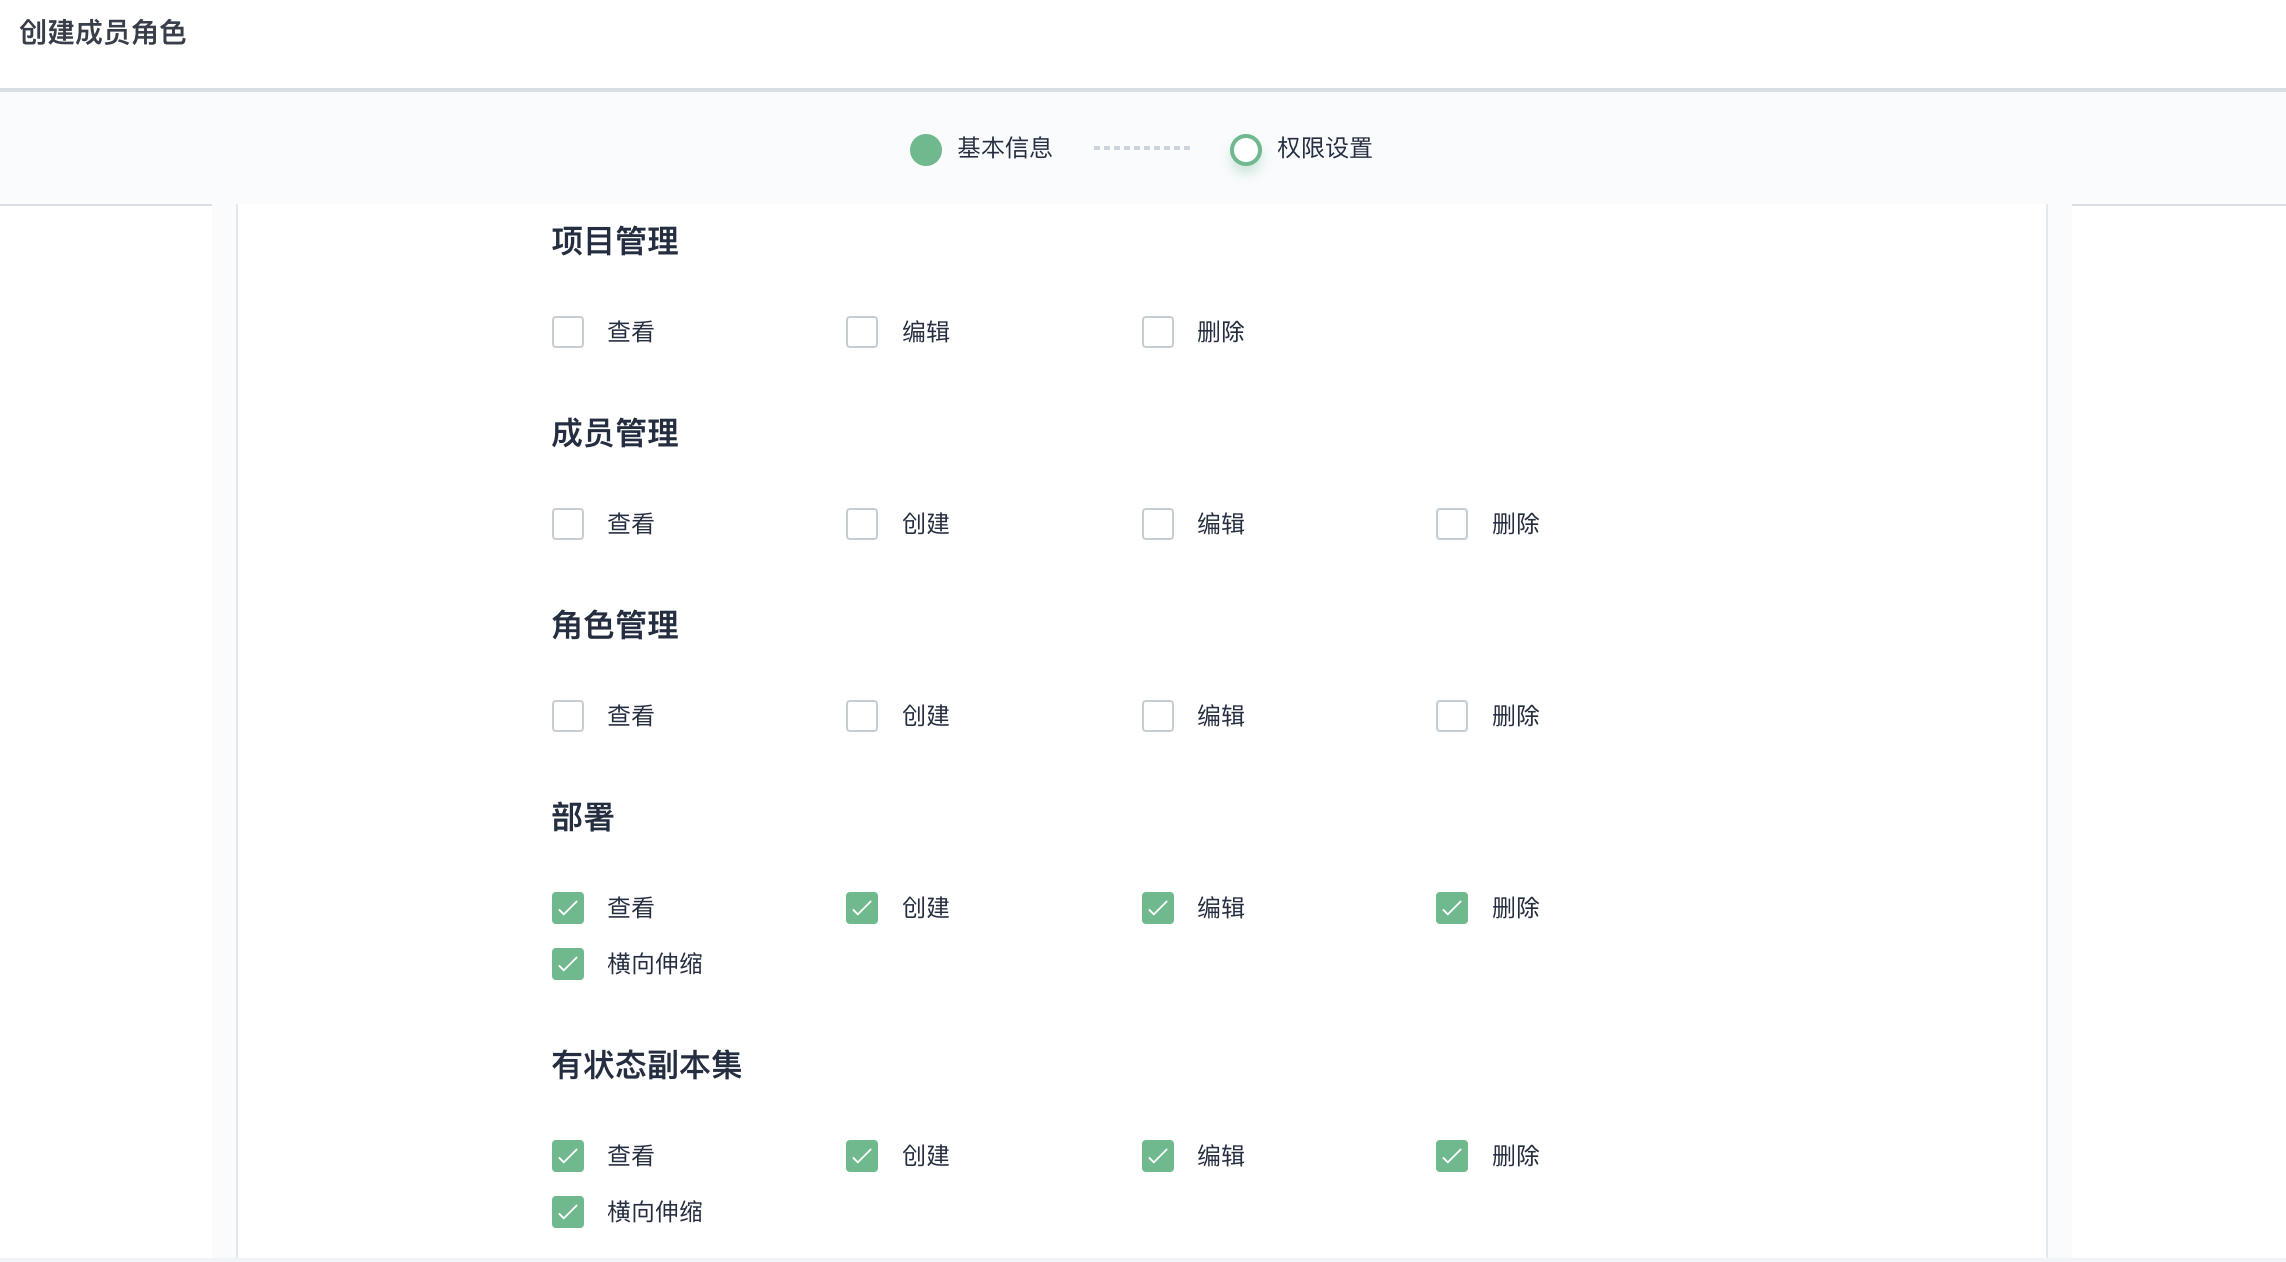 创建成员角色
基本信息 权限设置
项目管理
查看 编辑 删除
成员管理
查看 创建 编辑 删除
角色管理
查看 创建 编辑 删除
部署
查看 创建 编辑 删除
横向伸缩
有状态副本集
查看 创建 编辑 删除
横向伸缩